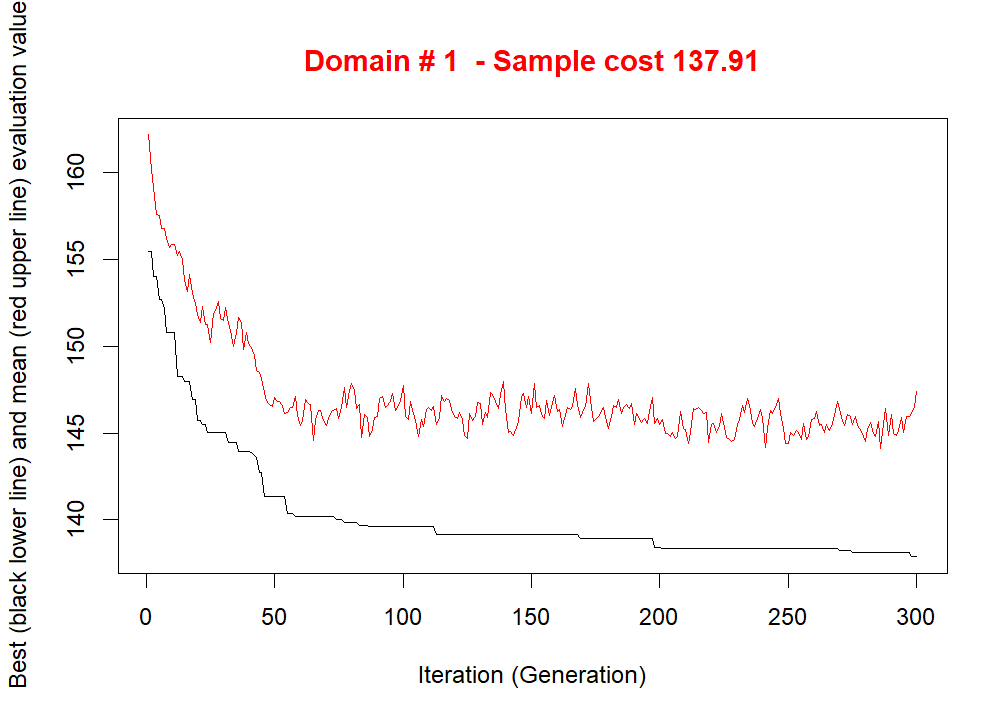 Domain # 1  - Sample cost 137.91
Best (black lower line) and mean (red upper line) evaluation value
160
155
150
145
140
0 50 100 150 200 250 300
Iteration (Generation)